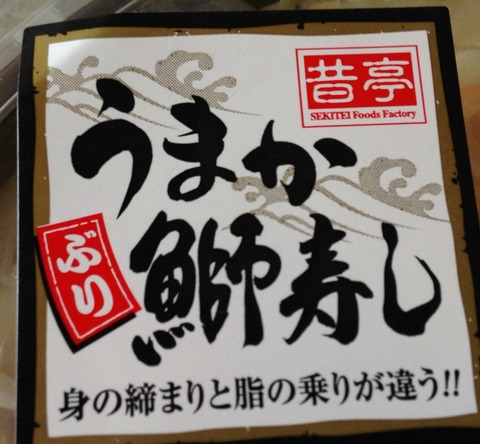 昔亭
SEKITEI Foods Factory
うまか
ぶり
鰤寿し
身の締まりと脂の乗りが違う!!